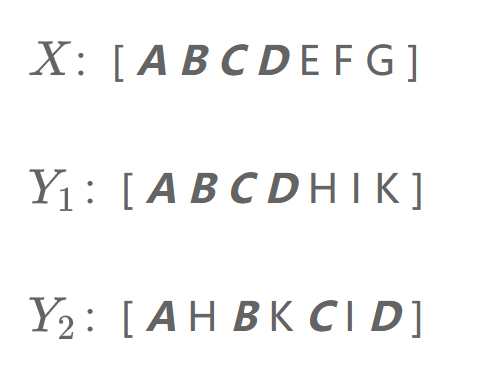 X: [ A B C D E F G ]
Y₁: [ A B C D H I K ]
Y₂: [ A H B K C I D ]